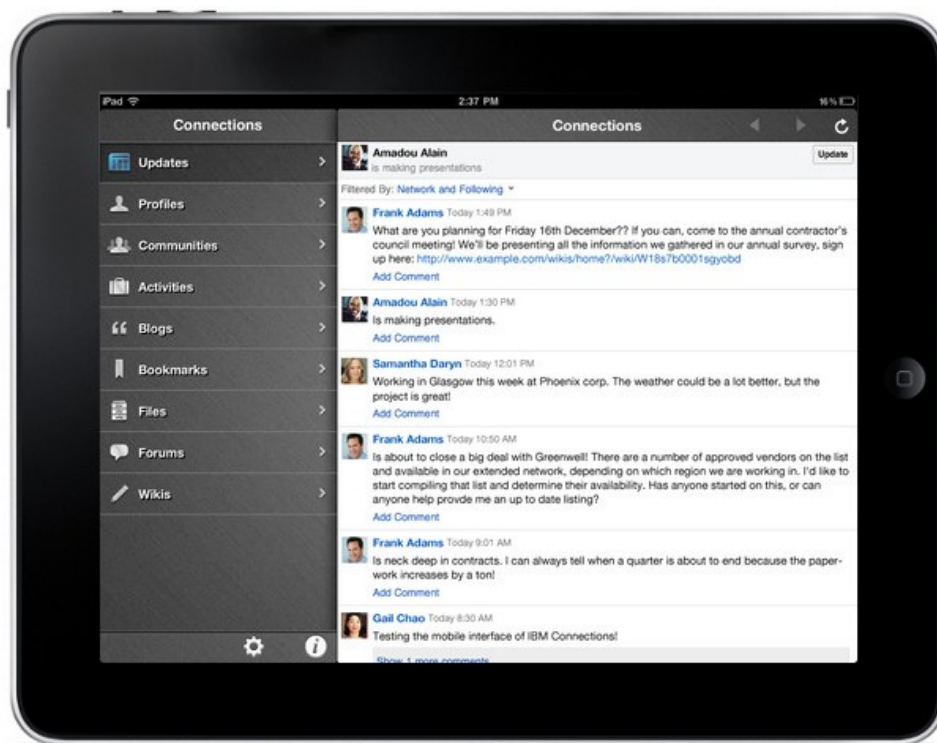 iPad
2:37 PM
16%
Connections
Updates
Profiles
Communities
Activities
Blogs
Bookmarks
Files
Forums
Wikis
i
Connections
Amadou Alain
is making presentations
Update
Filtered By: Network and Following
Frank Adams Today 1:49 PM
What are you planning for Friday 16th December?? If you can, come to the annual contractor's
council meeting! We'll be presenting all the information we gathered in our annual survey, sign
up here: http://www.example.com/wikis/home?/wiki/W18s7b0001sgyobd
Add Comment
Amadou Alain Today 1:30 PM
Is making presentations.
Add Comment
Samantha Daryn Today 12:01 PM
Working in Glasgow this week at Phoenix corp. The weather could be a lot better, but the
project is great!
Add Comment
Frank Adams Today 10:50 AM
Is about to close a big deal with Greenwell! There are a number of approved vendors on the list
and available in our extended network, depending on which region we are working in. I'd like to
start compiling that list and determine their availability. Has anyone started on this, or can
anyone help provde me an up to date listing?
Add Comment
Frank Adams Today 9:01 AM
Is neck deep in contracts. I can always tell when a quarter is about to end because the paper-
work increases by a ton!
Add Comment
Gail Chao Today 8:30 AM
Testing the mobile interface of IBM Connections!
Show 1 more comments